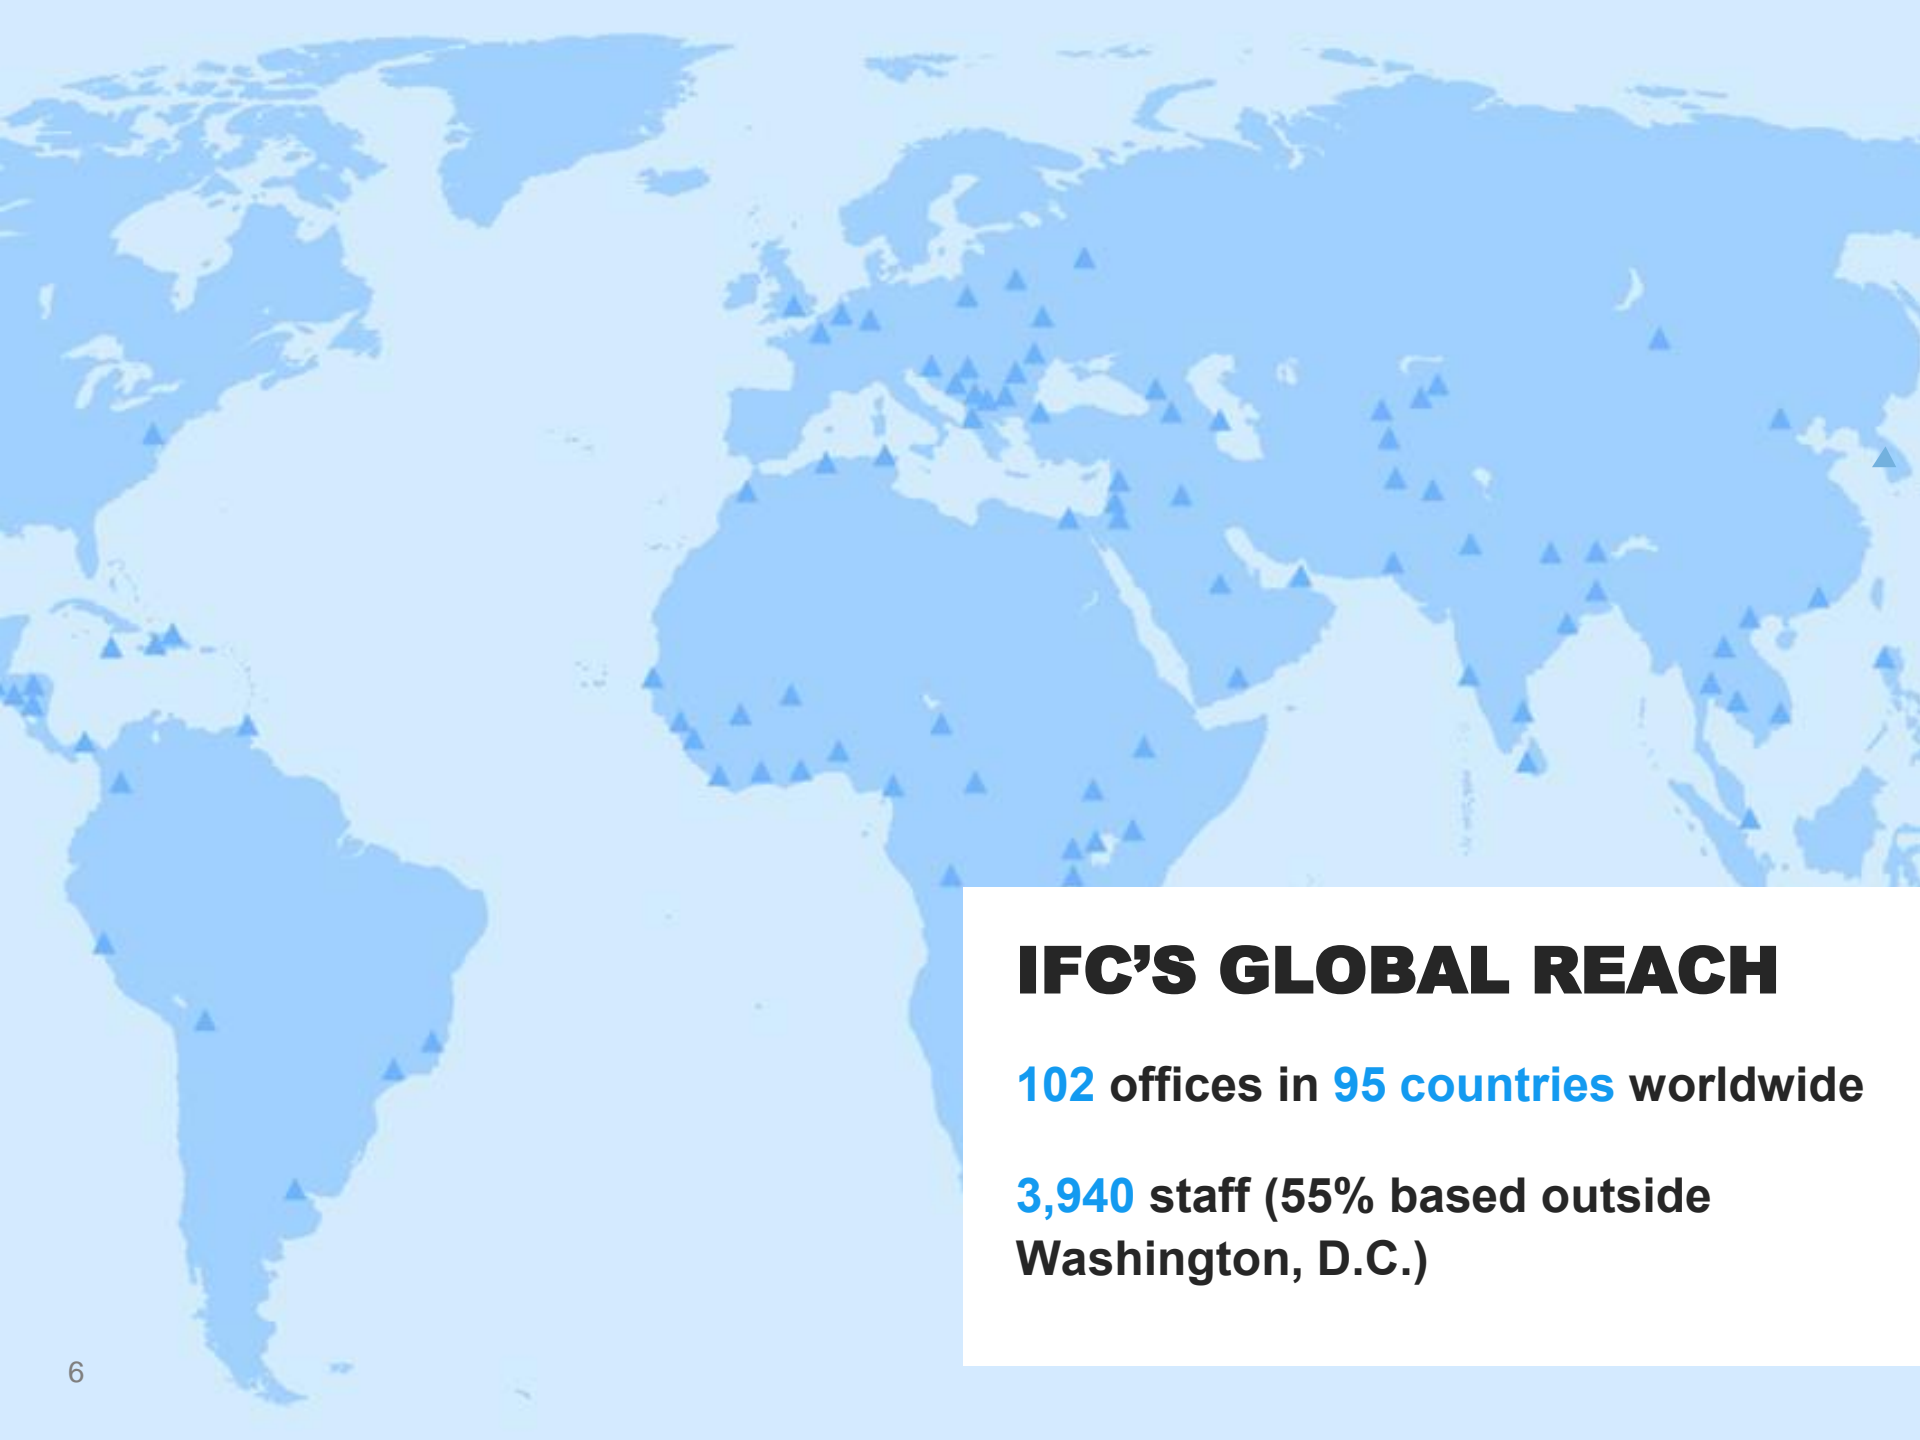 IFC’S GLOBAL REACH
102 offices in 95 countries worldwide
3,940 staff (55% based outside
Washington, D.C.)
6